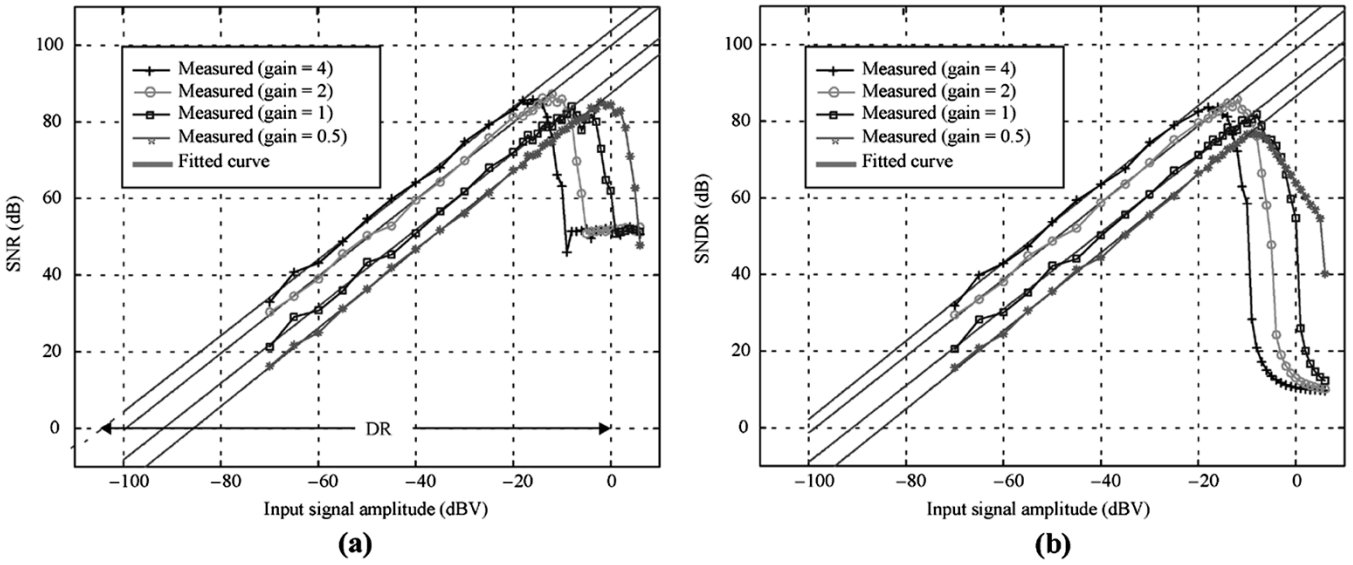 100
80
60
40
20
0
SNR (dB)
Measured (gain = 4)
Measured (gain = 2)
Measured (gain = 1)
Measured (gain = 0.5)
Fitted curve
DR
−100
−80
−60
−40
−20
0
Input signal amplitude (dBV)
(a)
100
80
60
40
20
0
SNDR (dB)
Measured (gain = 4)
Measured (gain = 2)
Measured (gain = 1)
Measured (gain = 0.5)
Fitted curve
−100
−80
−60
−40
−20
0
Input signal amplitude (dBV)
(b)